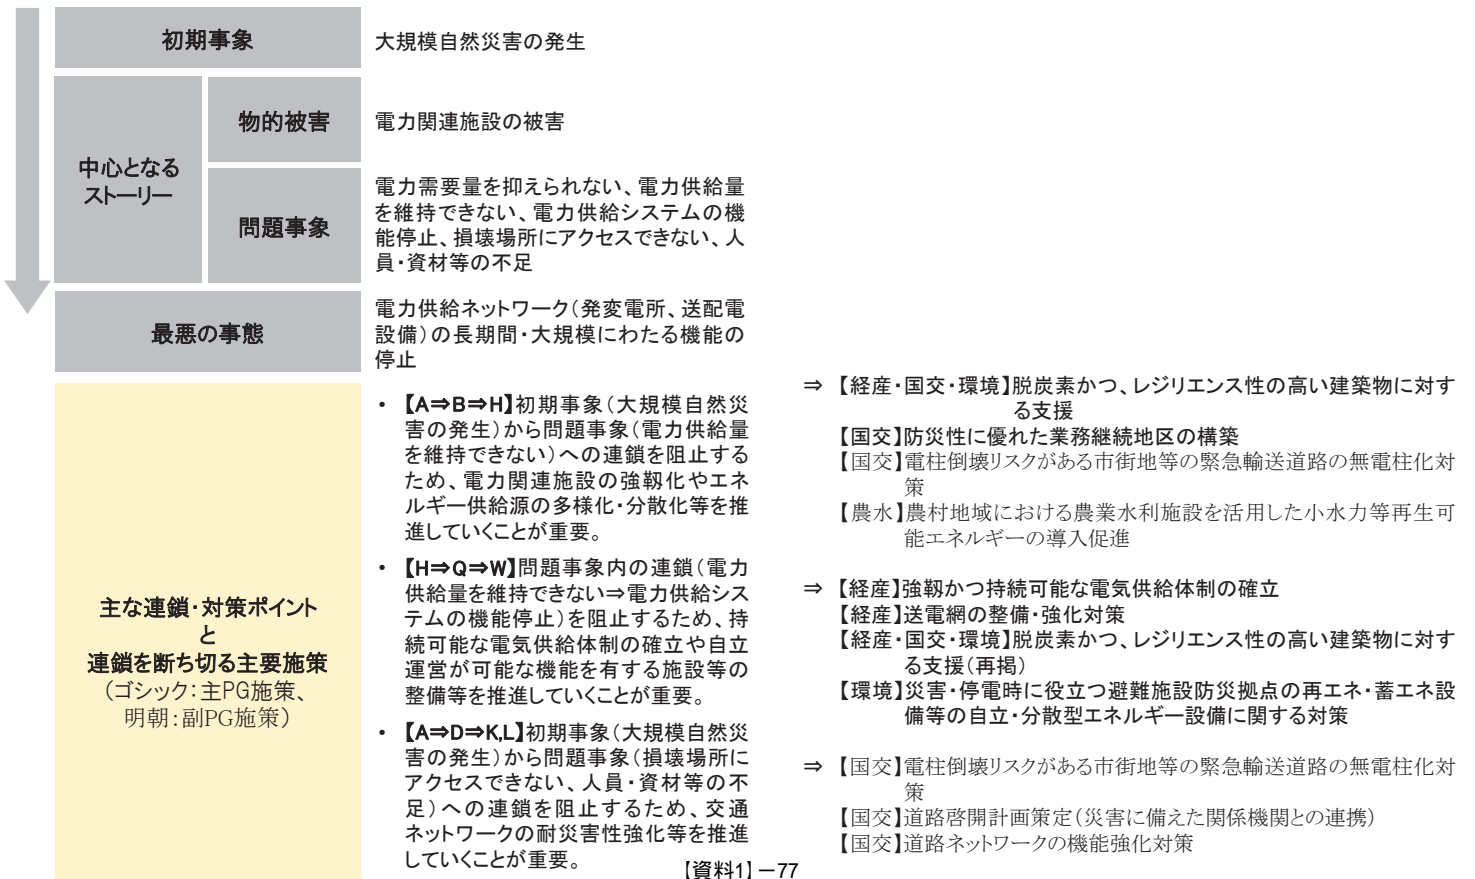 初期事象
大規模自然災害の発生
中心となる
ストーリー
物的被害
電力関連施設の被害
問題事象
電力需要量を抑えられない、電力供給量
を維持できない、電力供給システムの機
能停止、損壊場所にアクセスできない、人
員・資材等の不足
最悪の事態
電力供給ネットワーク（発変電所、送配電
設備）の長期間・大規模にわたる機能の
停止
主な連鎖・対策ポイント
と
連鎖を断ち切る主要施策
（ゴシック：主PG施策、
明朝：副PG施策）
・ 【A⇒B⇒H】初期事象（大規模自然災
害の発生）から問題事象（電力供給量
を維持できない）への連鎖を阻止する
ため、電力関連施設の強靱化やエネ
ルギー供給源の多様化・分散化等を推
進していくことが重要。
・ 【H⇒Q⇒W】問題事象内の連鎖（電力
供給量を維持できない⇒電力供給シス
テムの機能停止）を阻止するため、持
続可能な電気供給体制の確立や自立
運営が可能な機能を有する施設等の
整備等を推進していくことが重要。
・ 【A⇒D⇒K,L】初期事象（大規模自然災
害の発生）から問題事象（損壊場所に
アクセスできない、人員・資材等の不
足）への連鎖を阻止するため、交通
ネットワークの耐災害性強化等を推進
していくことが重要。
⇒ 【経産・国交・環境】脱炭素かつ、レジリエンス性の高い建築物に対す
る支援
【国交】防災性に優れた業務継続地区の構築
【国交】電柱倒壊リスクがある市街地等の緊急輸送道路の無電柱化対
策
【農水】農村地域における農業水利施設を活用した小水力等再生可
能エネルギーの導入促進
⇒ 【経産】強靱かつ持続可能な電気供給体制の確立
【経産】送電網の整備・強化対策
【経産・国交・環境】脱炭素かつ、レジリエンス性の高い建築物に対す
る支援（再掲）
【環境】災害・停電時に役立つ避難施設防災拠点の再エネ・蓄エネ設
備等の自立・分散型エネルギー設備に関する対策
⇒ 【国交】電柱倒壊リスクがある市街地等の緊急輸送道路の無電柱化対
策
【国交】道路啓開計画策定（災害に備えた関係機関との連携）
【国交】道路ネットワークの機能強化対策
【資料1】－77